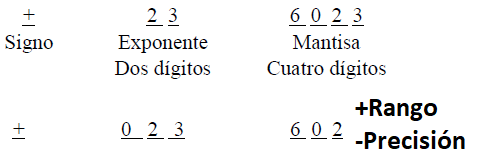 + 2 3 6 0 2 3
Signo Exponente Mantisa
Dos dígitos Cuatro dígitos
+ 0 2 3 6 0 2 +Rango
-Precisión